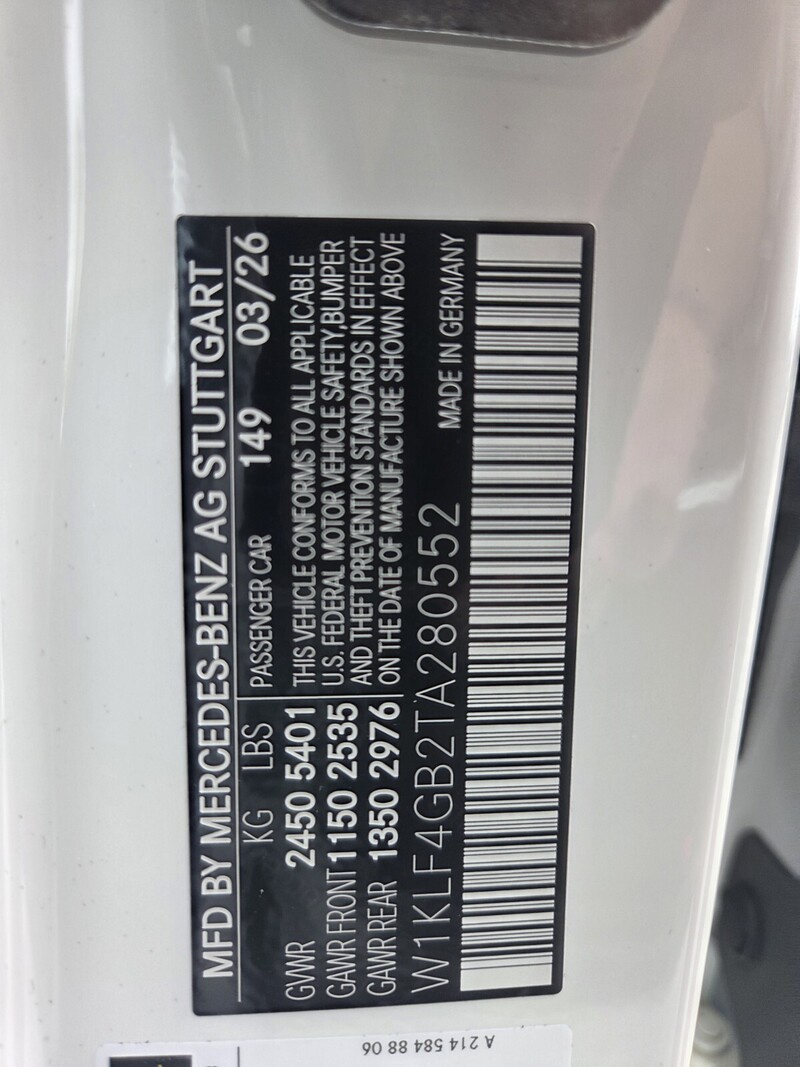 MFD BY MERCEDES-BENZ AG STUTTGART
KG LBS PASSENGER CAR 149 03/26
GVWR 2450 5401
GAWR FRONT 1150 2535
GAWR REAR 1350 2976
THIS VEHICLE CONFORMS TO ALL APPLICABLE
U.S. FEDERAL MOTOR VEHICLE SAFETY,BUMPER
AND THEFT PREVENTION STANDARDS IN EFFECT
ON THE DATE OF MANUFACTURE SHOWN ABOVE
W1KLF4GB2TA280552 MADE IN GERMANY
A 214 584 88 06